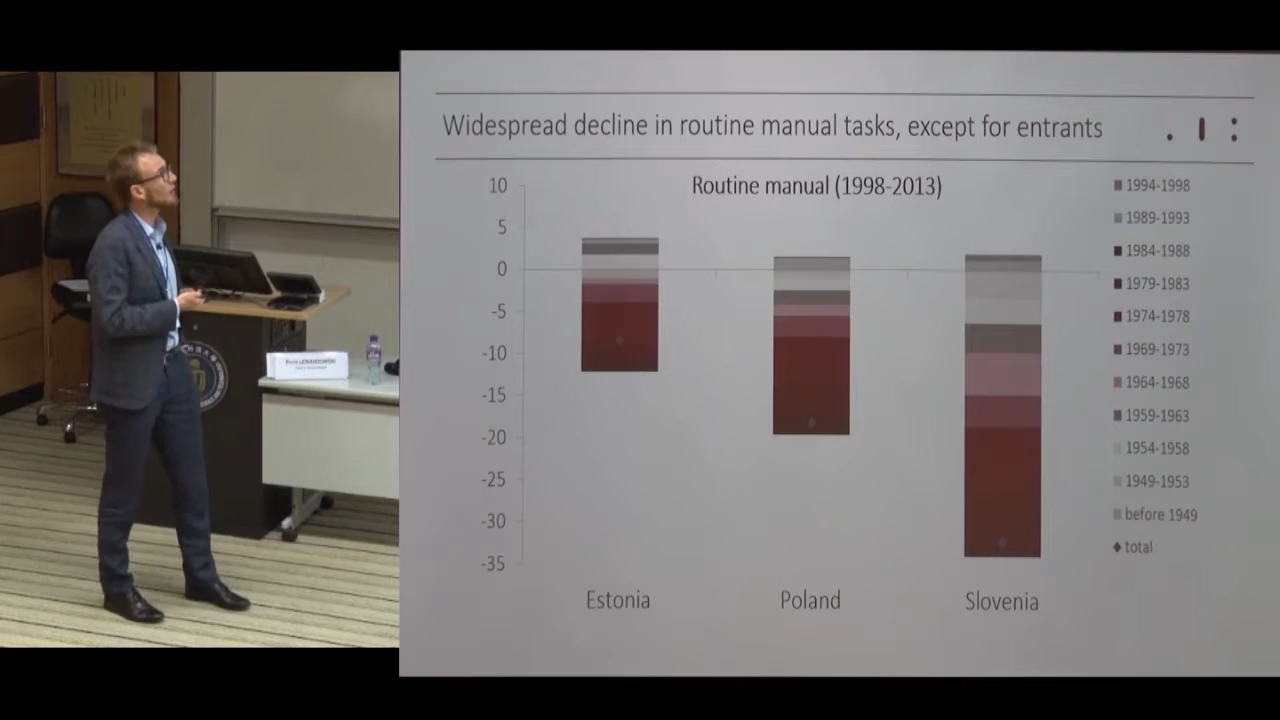 Widespread decline in routine manual tasks, except for entrants
Routine manual (1998-2013)
10
5
0
-5
-10
-15
-20
-25
-30
-35
Estonia
Poland
Slovenia
1994-1998
1989-1993
1984-1988
1979-1983
1974-1978
1969-1973
1964-1968
1959-1963
1954-1958
1949-1953
before 1949
total
LEWANDOWSKI